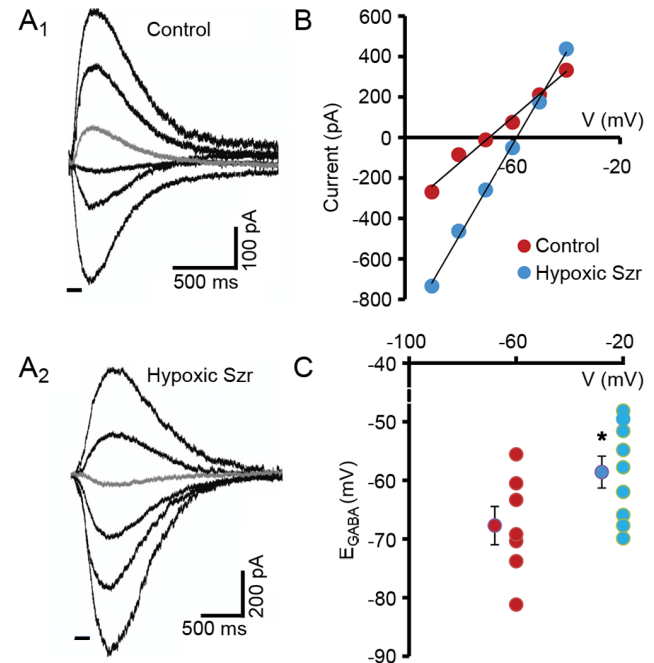 A1
Control
100 pA
500 ms
A2
Hypoxic Szr
200 pA
500 ms
B
600
400
200
0
-200
-400
-600
-800
Current (pA)
V (mV)
-60
-20
Control
Hypoxic Szr
C
-100
-60
-20
V (mV)
-40
-50
-60
-70
-80
-90
EGABA (mV)
*